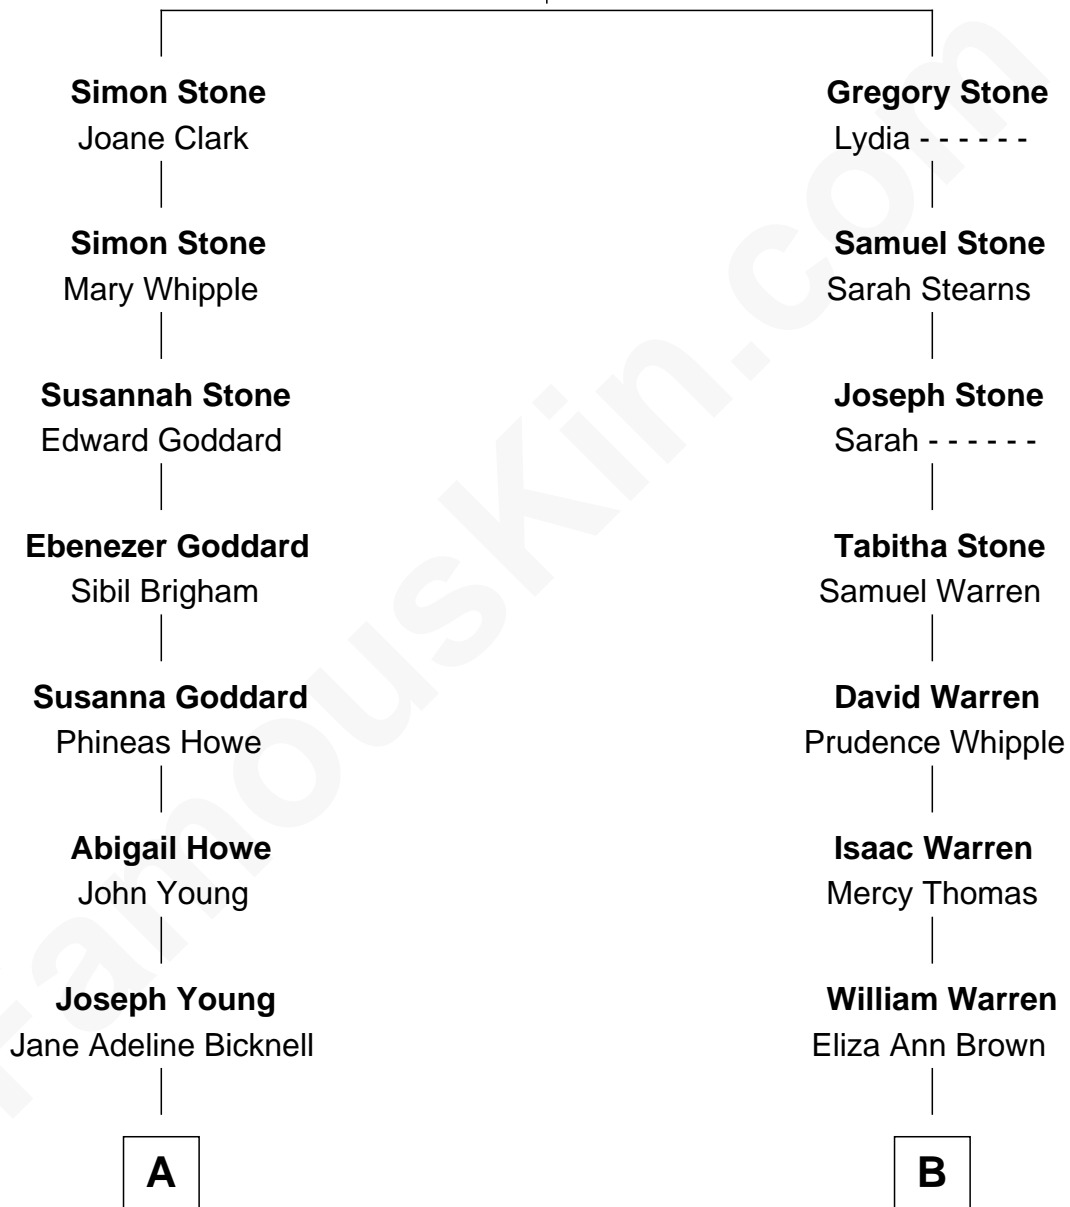 Simon Stone
Joane Clark
Simon Stone
Mary Whipple
Susannah Stone
Edward Goddard
Ebenezer Goddard
Sibil Brigham
Susanna Goddard
Phineas Howe
Abigail Howe
John Young
Joseph Young
Jane Adeline Bicknell
A
Gregory Stone
Lydia - - - - - -
Samuel Stone
Sarah Stearns
Joseph Stone
Sarah - - - - - -
Tabitha Stone
Samuel Warren
David Warren
Prudence Whipple
Isaac Warren
Mercy Thomas
William Warren
Eliza Ann Brown
B
FamousKin.com